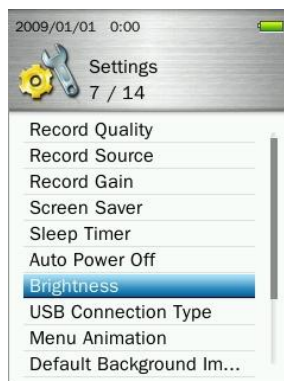 2009/01/01 0:00
Settings
7 / 14
Record Quality
Record Source
Record Gain
Screen Saver
Sleep Timer
Auto Power Off
Brightness
USB Connection Type
Menu Animation
Default Background Im...